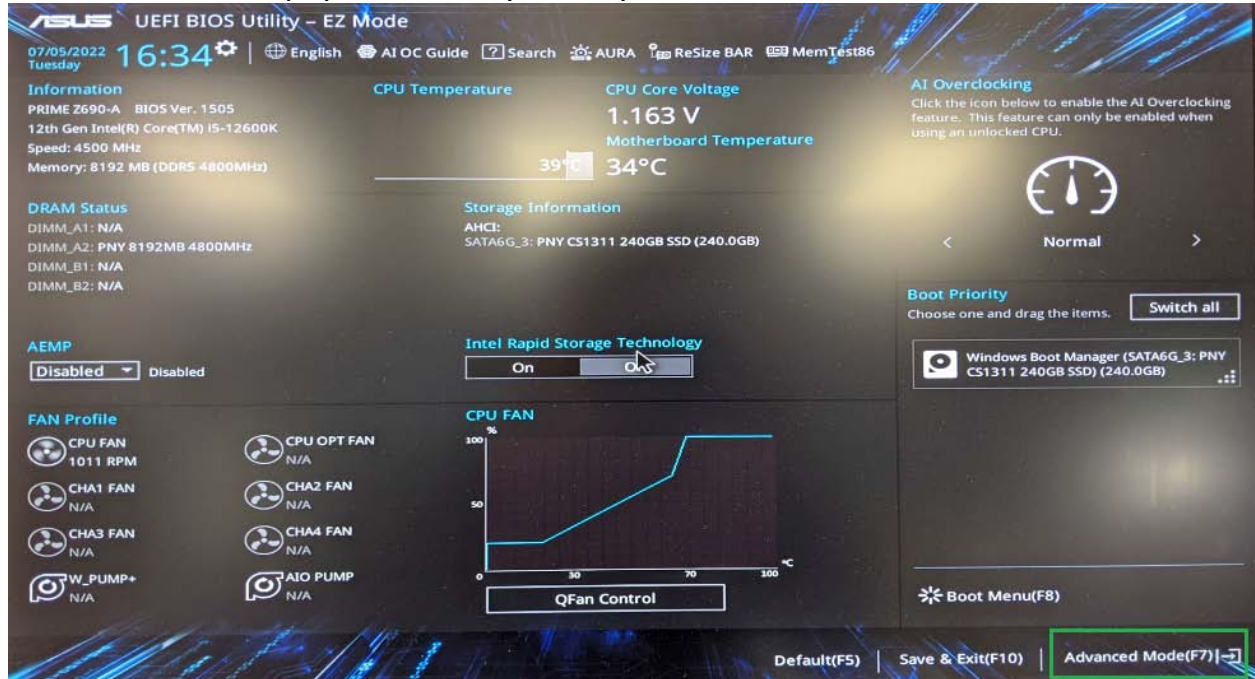 ASUS UEFI BIOS Utility – EZ Mode
07/05/2022
Tuesday
16:34
English AI OC Guide ? Search AURA ReSize BAR MemTest86
Information
PRIME Z690-A BIOS Ver. 1505
12th Gen Intel(R) Core(TM) i5-12600K
Speed: 4500 MHz
Memory: 8192 MB (DDR5 4800MHz)
CPU Temperature
39°C
CPU Core Voltage
1.163 V
Motherboard Temperature
34°C
AI Overclocking
Click the icon below to enable the AI Overclocking
feature. This feature can only be enabled when
using an unlocked CPU.
< Normal >
DRAM Status
DIMM_A1: N/A
DIMM_A2: PNY 8192MB 4800MHz
DIMM_B1: N/A
DIMM_B2: N/A
Storage Information
AHCI:
SATA6G_3: PNY CS1311 240GB SSD (240.0GB)
Boot Priority
Choose one and drag the items.
Switch all
Windows Boot Manager (SATA6G_3: PNY
CS1311 240GB SSD) (240.0GB)
AEMP
Disabled Disabled
Intel Rapid Storage Technology
On
FAN Profile
CPU FAN
1011 RPM
CPU OPT FAN
N/A
CHA1 FAN
N/A
CHA2 FAN
N/A
CHA3 FAN
N/A
CHA4 FAN
N/A
W_PUMP+
N/A
AIO PUMP
N/A
CPU FAN
%
100
50
0 30 70 100
°C
QFan Control
Boot Menu(F8)
Default(F5) | Save & Exit(F10) | Advanced Mode(F7)